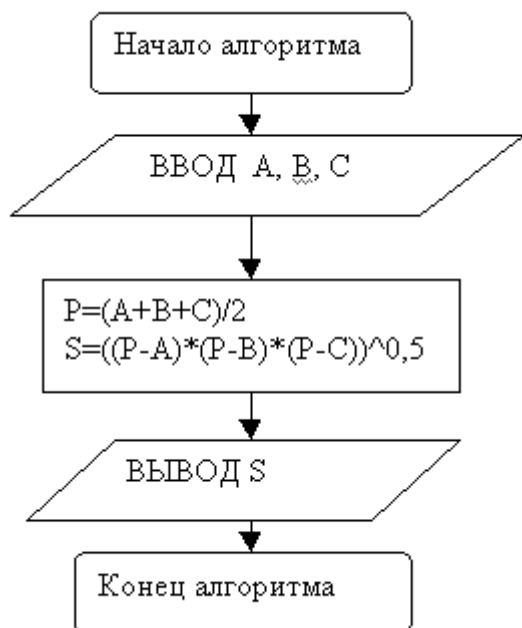 Начало алгоритма
ВВОД A, B, C
P=(A+B+C)/2
S=((P-A)*(P-B)*(P-C))^0,5
ВЫВОД S
Конец алгоритма